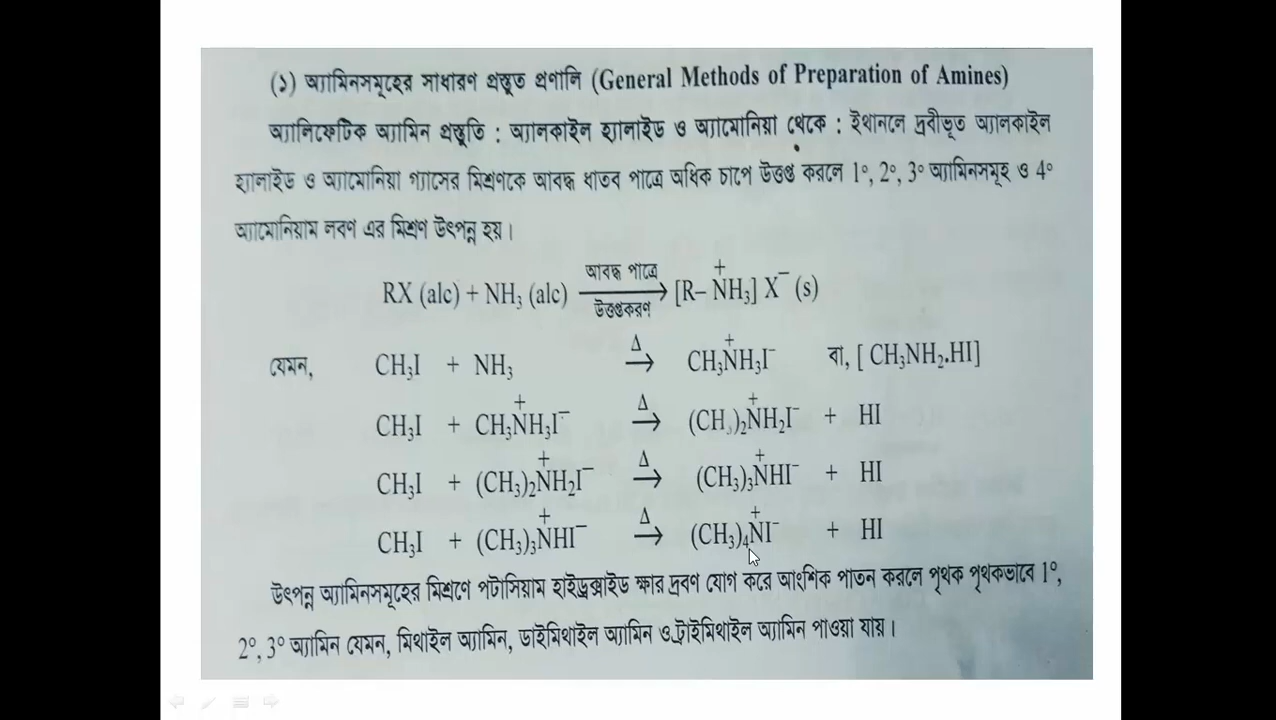 (১) অ্যামিনসমূহের সাধারণ প্রস্তুত প্রণালি (General Methods of Preparation of Amines)
অ্যালিফেটিক অ্যামিন প্রস্তুতি : অ্যালকাইল হ্যালাইড ও অ্যামোনিয়া থেকে : ইথানলে দ্রবীভূত অ্যালকাইল
হ্যালাইড ও অ্যামোনিয়া গ্যাসের মিশ্রণকে আবদ্ধ ধাতব পাত্রে অধিক চাপে উত্তপ্ত করলে 1°, 2°, 3° অ্যামিনসমূহ ও 4°
অ্যামোনিয়াম লবণ এর মিশ্রণ উৎপন্ন হয়।
RX (alc) + NH₃ (alc) আবদ্ধ পাত্রে → উত্তপ্তকরণ [R– N⁺H₃] X⁻ (s)
যেমন, CH₃I + NH₃ Δ→ CH₃N⁺H₃I⁻ বা, [ CH₃NH₂.HI]
CH₃I + CH₃N⁺H₃I⁻ Δ→ (CH₃)₂N⁺H₂I⁻ + HI
CH₃I + (CH₃)₂N⁺H₂I⁻ Δ→ (CH₃)₃N⁺HI⁻ + HI
CH₃I + (CH₃)₃N⁺HI⁻ Δ→ (CH₃)₄N⁺I⁻ + HI
উৎপন্ন অ্যামিনসমূহের মিশ্রণে পটাসিয়াম হাইড্রক্সাইড ক্ষার দ্রবণ যোগ করে আংশিক পাতন করলে পৃথক পৃথকভাবে 1°,
2°, 3° অ্যামিন যেমন, মিথাইল অ্যামিন, ডাইমিথাইল অ্যামিন ও ট্রাইমিথাইল অ্যামিন পাওয়া যায়।